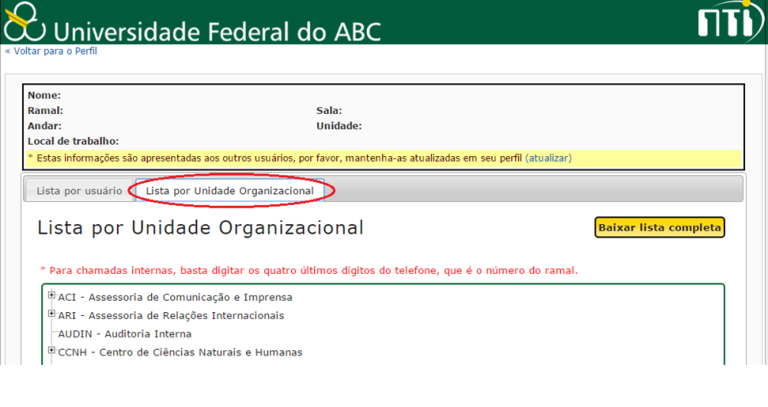 Universidade Federal do ABC
nti
« Voltar para o Perfil
Nome:
Ramal: Sala:
Andar: Unidade:
Local de trabalho:
* Estas informações são apresentadas aos outros usuários, por favor, mantenha-as atualizadas em seu perfil (atualizar)
Lista por usuário Lista por Unidade Organizacional
Lista por Unidade Organizacional
Baixar lista completa
* Para chamadas internas, basta digitar os quatro últimos dígitos do telefone, que é o número do ramal.
ACI - Assessoria de Comunicação e Imprensa
ARI - Assessoria de Relações Internacionais
AUDIN - Auditoria Interna
CCNH - Centro de Ciências Naturais e Humanas